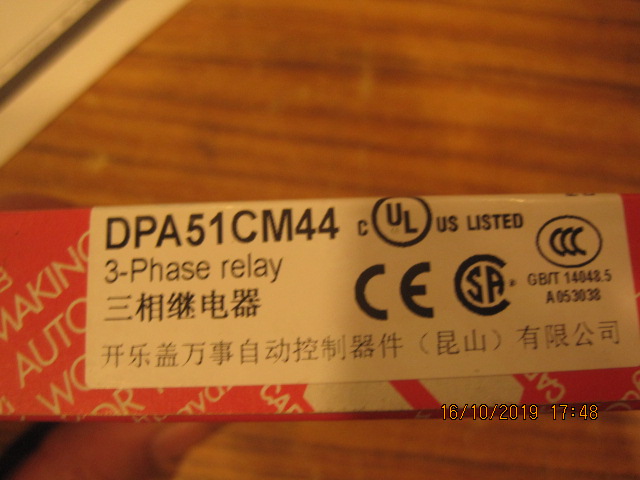 DPA51CM44
3-Phase relay
三相继电器
C UL US LISTED
CCC
CE SA
GB/T 14048.5
A053038
开乐盖万事自动控制器件（昆山）有限公司
MAKING
AUTO
WO
16/10/2019 17:48